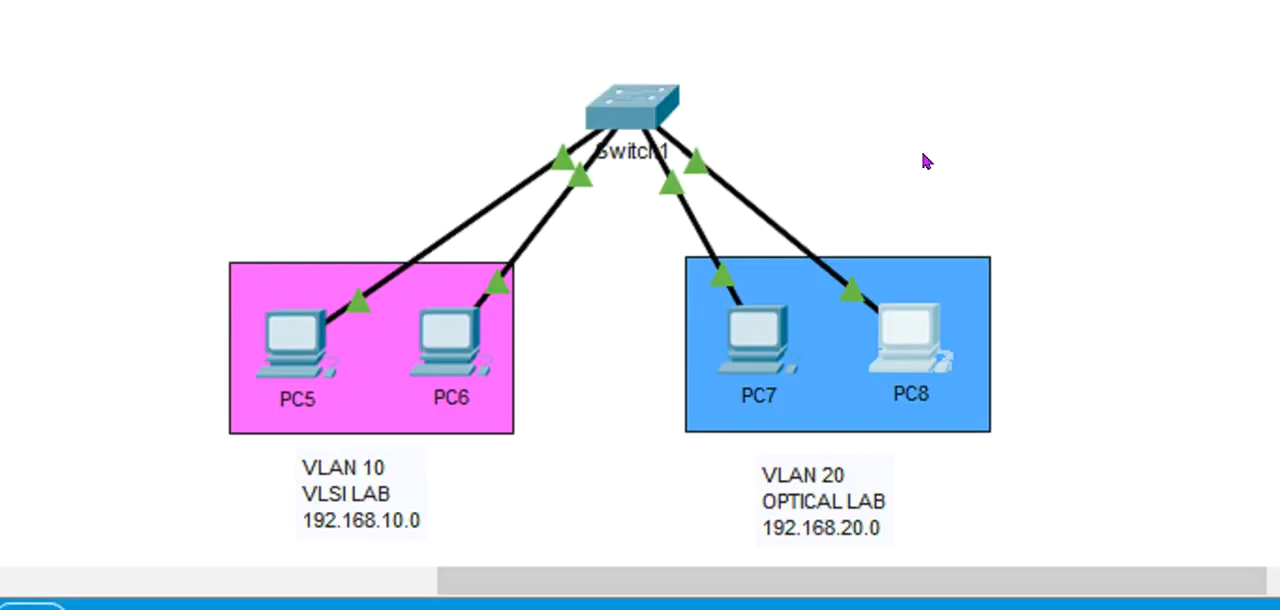 Switch1
PC5
PC6
PC7
PC8
VLAN 10
VLSI LAB
192.168.10.0
VLAN 20
OPTICAL LAB
192.168.20.0